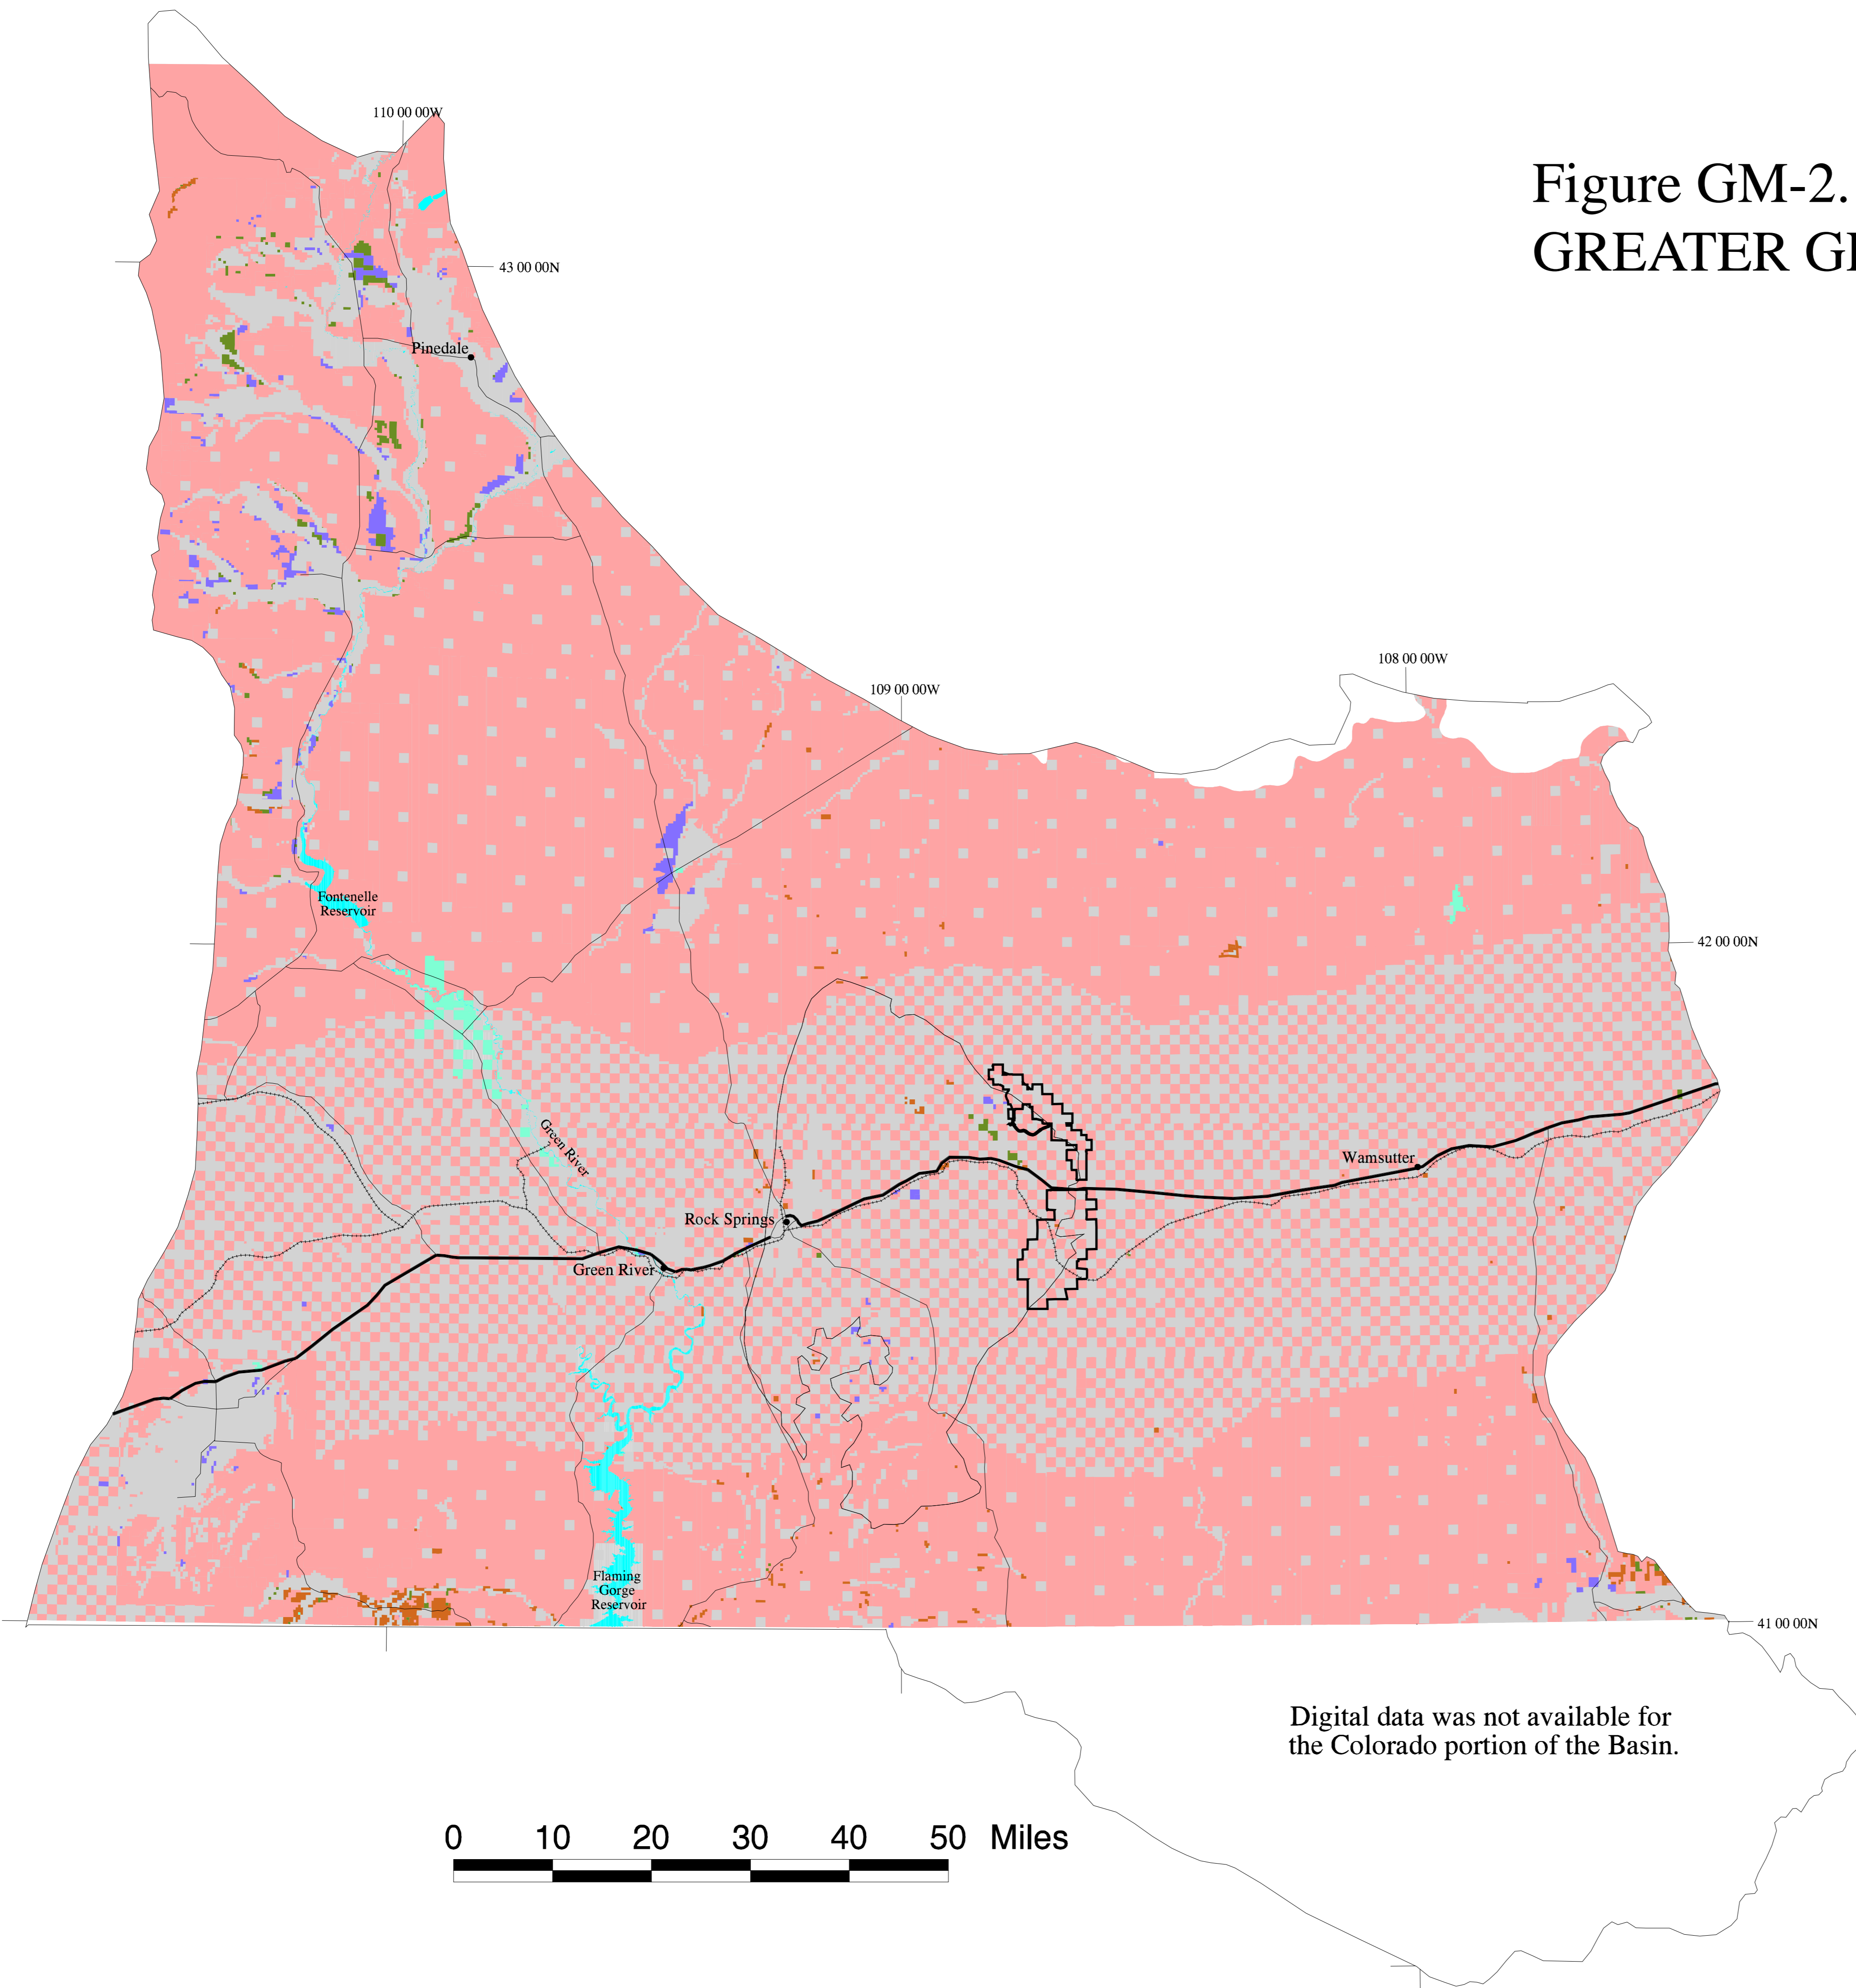 110 00 00W
Figure GM-2.
GREATER
43 00 00N
Pinedale
108 00 00W
109 00 00W
Fontenelle
Reservoir
42 00 00N
Green River
Wamsutter
Rock Springs
Green River
Flaming
Gorge
Reservoir
41 00 00N
Digital data was not available for
the Colorado portion of the Basin.
0 10 20 30 40 50 Miles